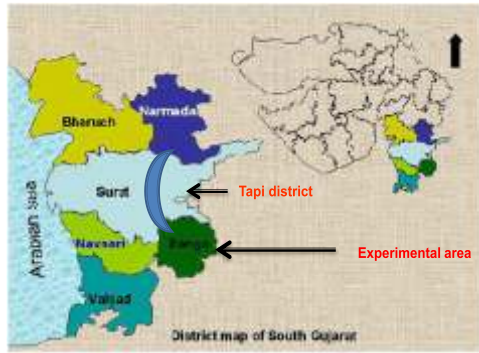 Narmada
Bharuch
Surat
Tapi district
Arabian sea
Navsari
Dangs
Experimental area
Valsad
District map of South Gujarat